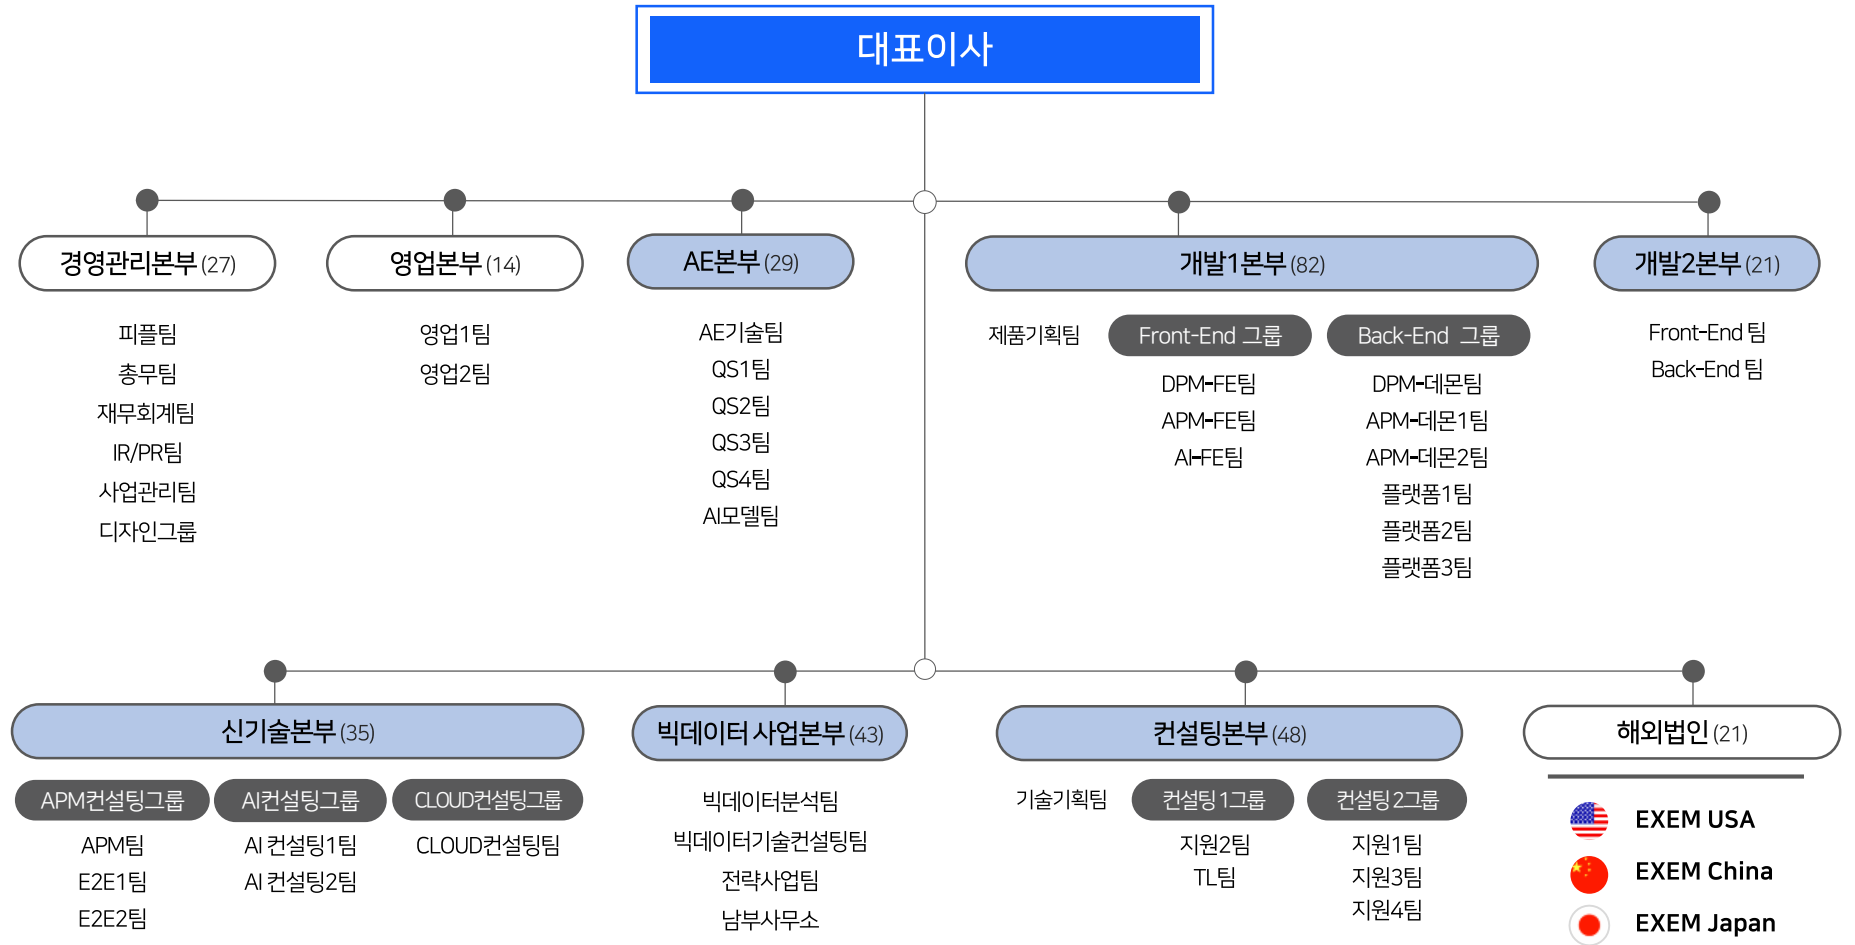 대표이사
경영관리본부 (27)
피플팀
총무팀
재무회계팀
IR/PR팀
사업관리팀
디자인그룹
영업본부 (14)
영업1팀
영업2팀
AE본부 (29)
AE기술팀
QS1팀
QS2팀
QS3팀
QS4팀
AI모델팀
개발1본부 (82)
제품기획팀
Front-End 그룹
DPM-FE팀
APM-FE팀
AI-FE팀
Back-End 그룹
DPM-데몬팀
APM-데몬1팀
APM-데몬2팀
플랫폼1팀
플랫폼2팀
플랫폼3팀
개발2본부 (21)
Front-End 팀
Back-End 팀
신기술본부 (35)
APM컨설팅그룹
APM팀
E2E1팀
E2E2팀
AI컨설팅그룹
AI 컨설팅1팀
AI 컨설팅2팀
CLOUD컨설팅그룹
CLOUD컨설팅팀
빅데이터 사업본부 (43)
빅데이터분석팀
빅데이터기술컨설팅팀
전략사업팀
남부사무소
컨설팅본부 (48)
기술기획팀
컨설팅 1그룹
지원2팀
TL팀
컨설팅 2그룹
지원1팀
지원3팀
지원4팀
해외법인 (21)
EXEM USA
EXEM China
EXEM Japan